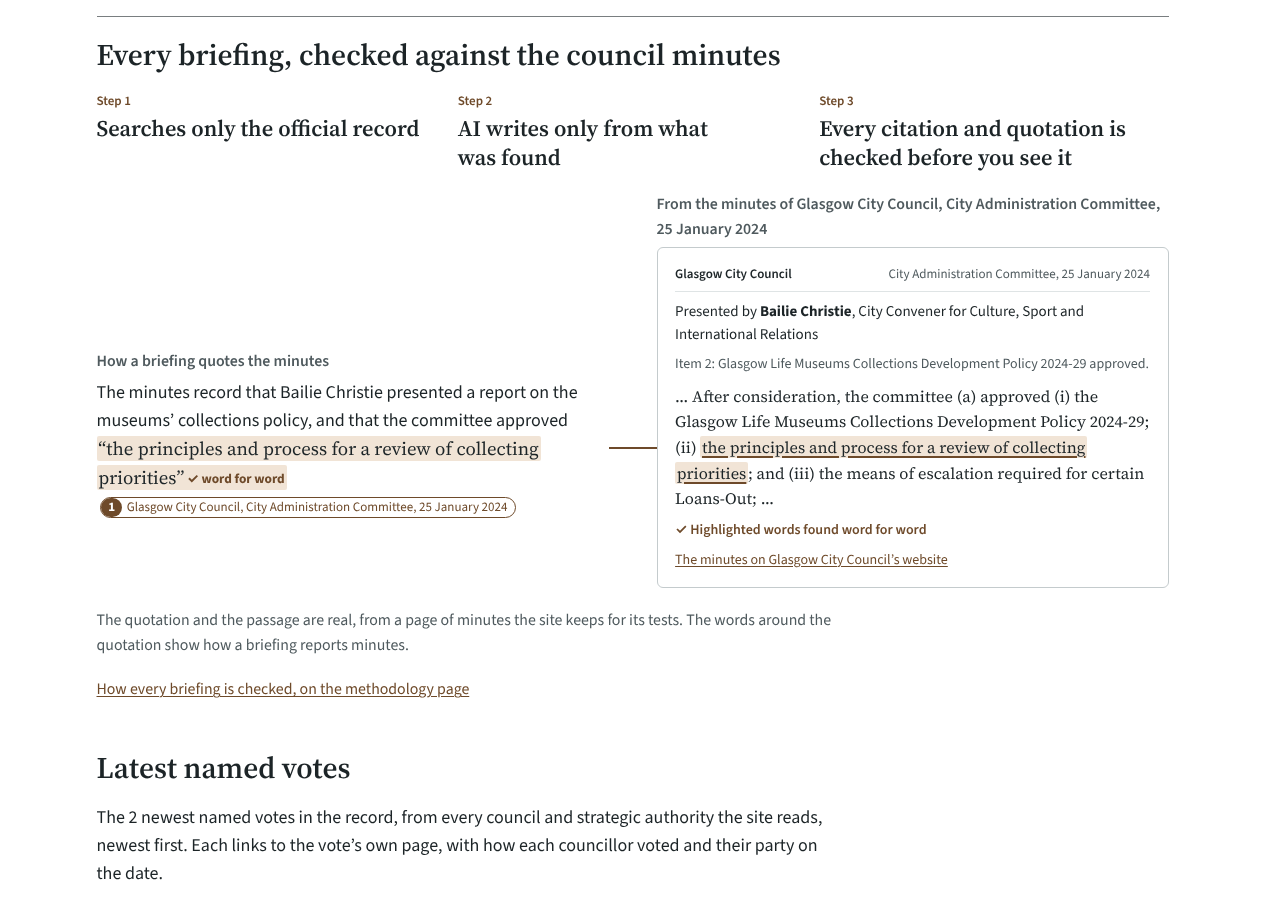 Every briefing, checked against the council minutes
Step 1
Searches only the official record
Step 2
AI writes only from what
was found
Step 3
Every citation and quotation is
checked before you see it
How a briefing quotes the minutes
The minutes record that Bailie Christie presented a report on the
museums’ collections policy, and that the committee approved
“the principles and process for a review of collecting
priorities” ✓ word for word
1 Glasgow City Council, City Administration Committee, 25 January 2024
From the minutes of Glasgow City Council, City Administration Committee,
25 January 2024
Glasgow City Council City Administration Committee, 25 January 2024
Presented by Bailie Christie, City Convener for Culture, Sport and
International Relations
Item 2: Glasgow Life Museums Collections Development Policy 2024-29 approved.
... After consideration, the committee (a) approved (i) the
Glasgow Life Museums Collections Development Policy 2024-29;
(ii) the principles and process for a review of collecting
priorities; and (iii) the means of escalation required for certain
Loans-Out; ...
✓ Highlighted words found word for word
The minutes on Glasgow City Council’s website
The quotation and the passage are real, from a page of minutes the site keeps for its tests. The words around the
quotation show how a briefing reports minutes.
How every briefing is checked, on the methodology page
Latest named votes
The 2 newest named votes in the record, from every council and strategic authority the site reads,
newest first. Each links to the vote’s own page, with how each councillor voted and their party on
the date.